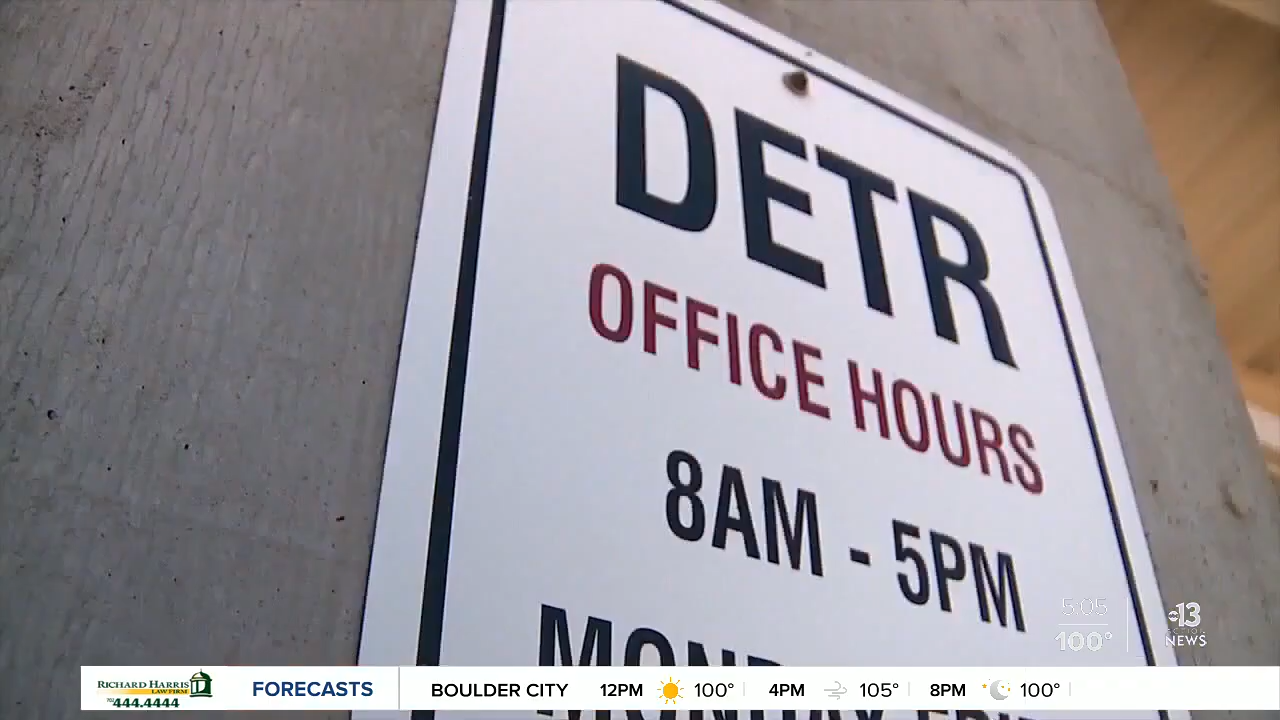 DETR
OFFICE HOURS
8AM - 5PM
MONDAY
5:05
100°
13
NEWS
RICHARD HARRIS
LAW FIRM
444.4444
FORECASTS
BOULDER CITY 12PM 100° 4PM 105° 8PM 100°